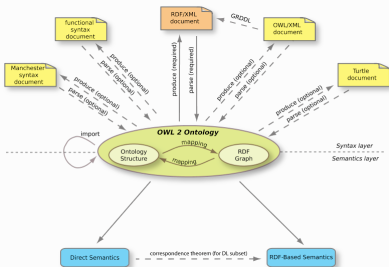 functional
syntax
document
RDF/XML
document
GRDDL
OWL/XML
document
Manchester
syntax
document
Turtle
document
produce (optional)
parse (optional)
produce (optional)
parse (optional)
produce (required)
parse (required)
produce (optional)
parse (optional)
produce (optional)
parse (optional)
import
OWL 2 Ontology
Ontology
Structure
mapping
mapping
RDF
Graph
Syntax layer
Semantics layer
Direct Semantics
correspondence theorem (for DL subset)
RDF-Based Semantics